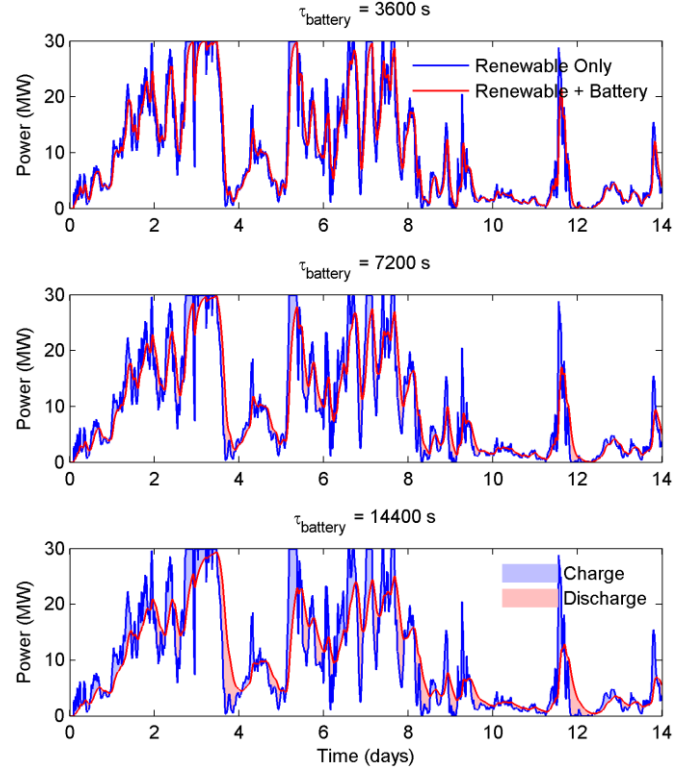 τbattery = 3600 s
30
20
10
0
Power (MW)
Renewable Only
Renewable + Battery
0 2 4 6 8 10 12 14
τbattery = 7200 s
30
20
10
0
Power (MW)
0 2 4 6 8 10 12 14
τbattery = 14400 s
30
20
10
0
Power (MW)
Charge
Discharge
0 2 4 6 8 10 12 14
Time (days)